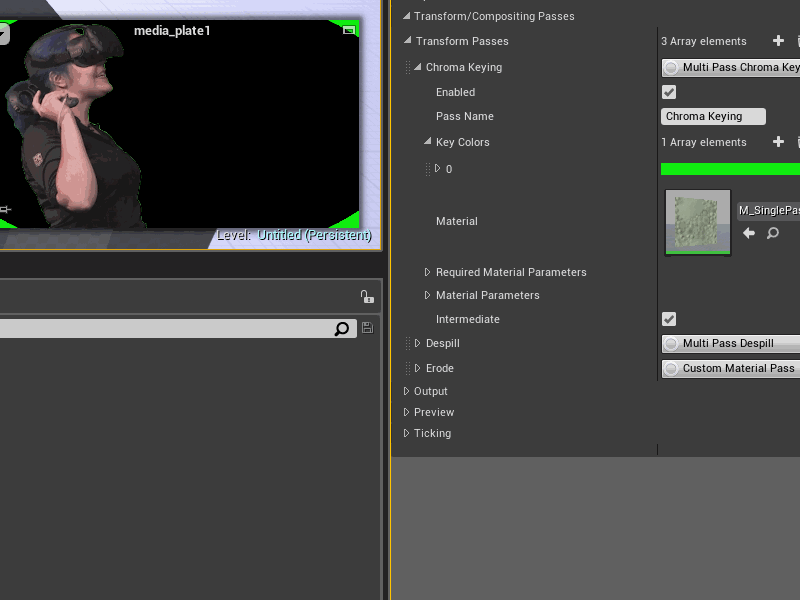 media_plate1
Level: Untitled (Persistent)
Transform/Compositing Passes
Transform Passes
3 Array elements
Chroma Keying
Multi Pass Chroma Key
Enabled
Pass Name
Chroma Keying
Key Colors
1 Array elements
0
Material
M_SinglePas
Required Material Parameters
Material Parameters
Intermediate
Despill
Multi Pass Despill
Erode
Custom Material Pass
Output
Preview
Ticking